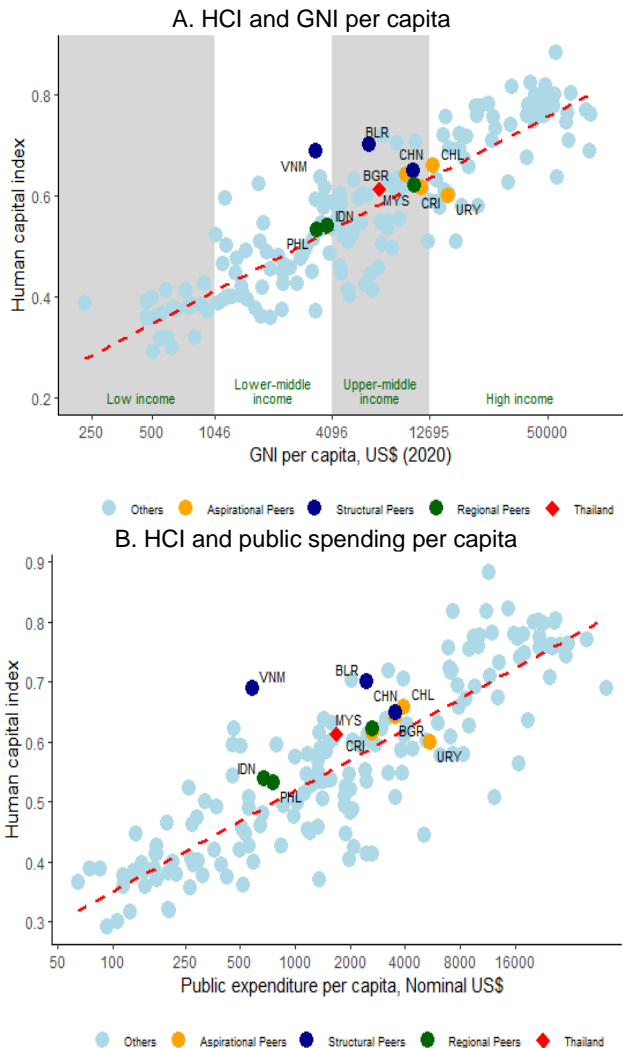 A. HCI and GNI per capita
Human capital index
0.8
0.6
0.4
0.2
BLR
VNM
CHN
CHL
BGR
MYS
CRI
URY
IDN
PHL
Low income
Lower-middle
income
Upper-middle
income
High income
250 500 1046 4096 12695 50000
GNI per capita, US$ (2020)
Others Aspirational Peers Structural Peers Regional Peers Thailand
B. HCI and public spending per capita
Human capital index
0.9
0.8
0.7
0.6
0.5
0.4
0.3
VNM
BLR
CHN
CHL
MYS
BGR
CRI
URY
IDN
PHL
50 100 250 500 1000 2000 4000 8000 16000
Public expenditure per capita, Nominal US$
Others Aspirational Peers Structural Peers Regional Peers Thailand